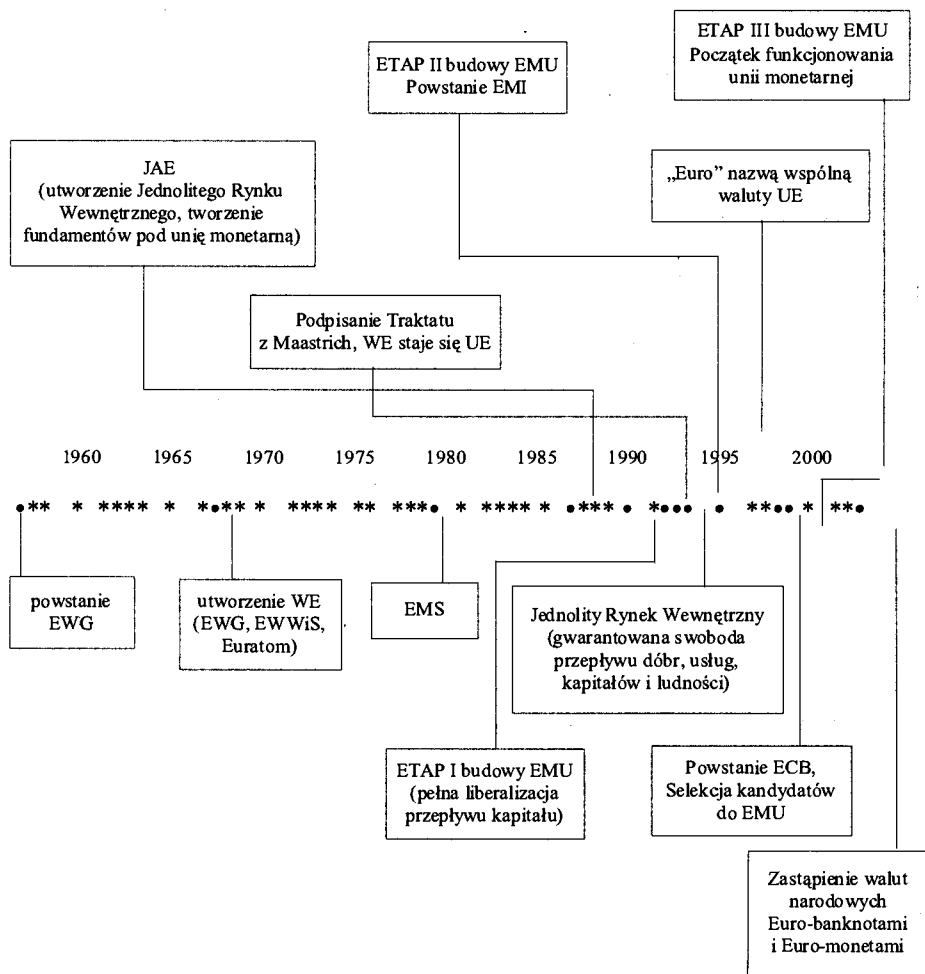 ETAP III budowy EMU
Początek funkcjonowania
unii monetarnej
ETAP II budowy EMU
Powstanie EMI
JAE
(utworzenie Jednolitego Rynku
Wewnętrznego, tworzenie
fundamentów pod unię monetarną)
„Euro” nazwą wspólną
waluty UE
Podpisanie Traktatu
z Maastrich, WE staje się UE
1960 1965 1970 1975 1980 1985 1990 1995 2000
powstanie
EWG
utworzenie WE
(EWG, EWWiS,
Euratom)
EMS
Jednolity Rynek Wewnętrzny
(gwarantowana swoboda
przepływu dóbr, usług,
kapitałów i ludności)
ETAP I budowy EMU
(pełna liberalizacja
przepływu kapitału)
Powstanie ECB,
Selekcja kandydatów
do EMU
Zastąpienie walut
narodowych
Euro-banknotami
i Euro-monetami